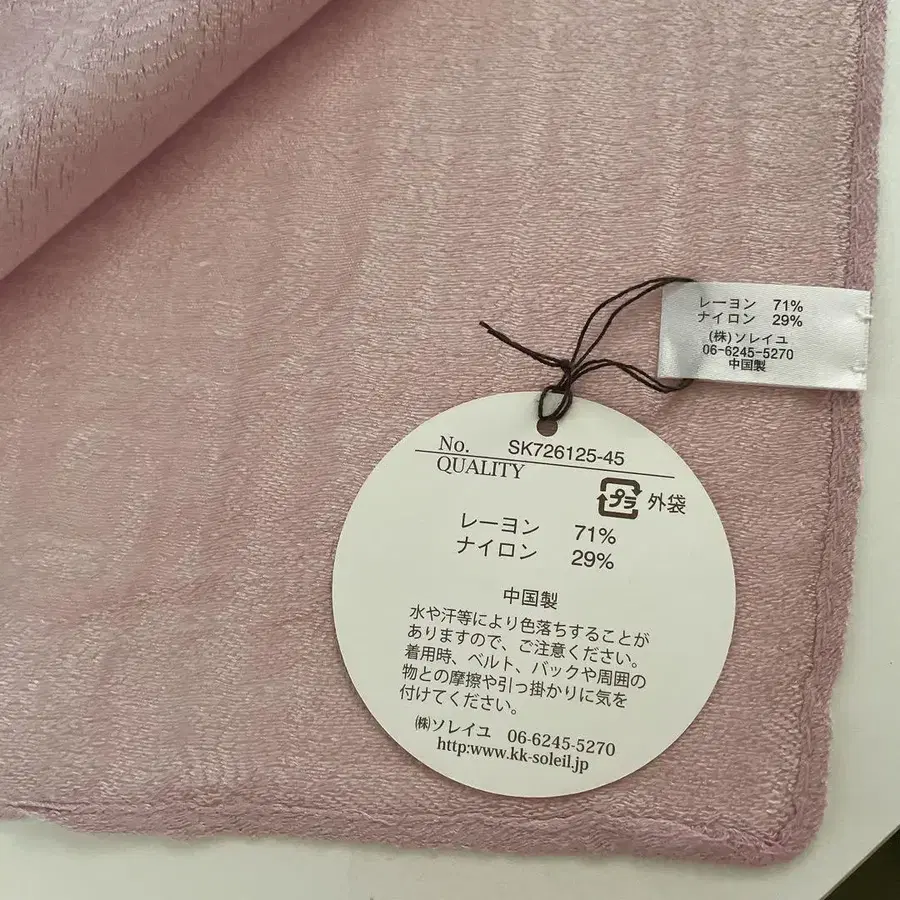 レーヨン 71%
ナイロン 29%
(株)ソレイユ
06-6245-5270
中国製
No. SK726125-45
QUALITY
プラ 外袋
レーヨン 71%
ナイロン 29%
中国製
水や汗等により色落ちすることが
ありますので、ご注意ください。
着用時、ベルト、バックや周囲の
物との摩擦や引っ掛かりに気を
付けてください。
㈱ソレイユ 06-6245-5270
http:www.kk-soleil.jp